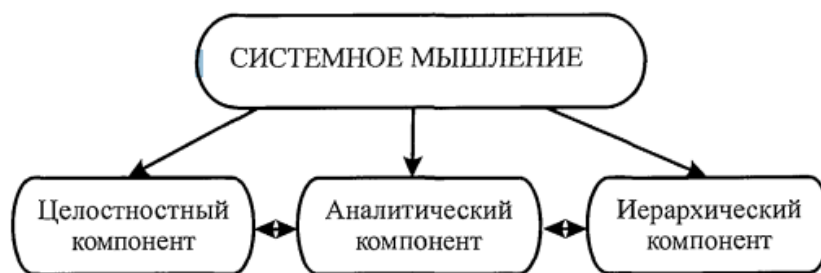 СИСТЕМНОЕ МЫШЛЕНИЕ
Целостностный
компонент
Аналитический
компонент
Иерархический
компонент